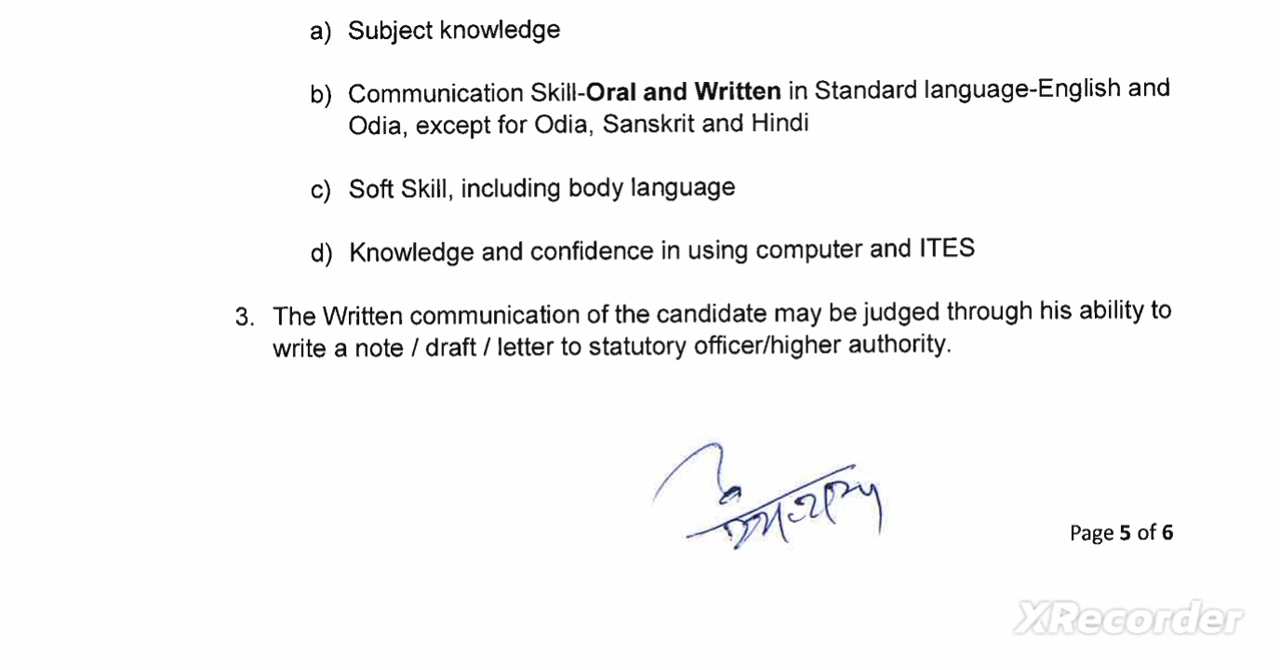 a) Subject knowledge
b) Communication Skill-Oral and Written in Standard language-English and
Odia, except for Odia, Sanskrit and Hindi
c) Soft Skill, including body language
d) Knowledge and confidence in using computer and ITES
3. The Written communication of the candidate may be judged through his ability to
write a note / draft / letter to statutory officer/higher authority.
Page 5 of 6
XRecorder